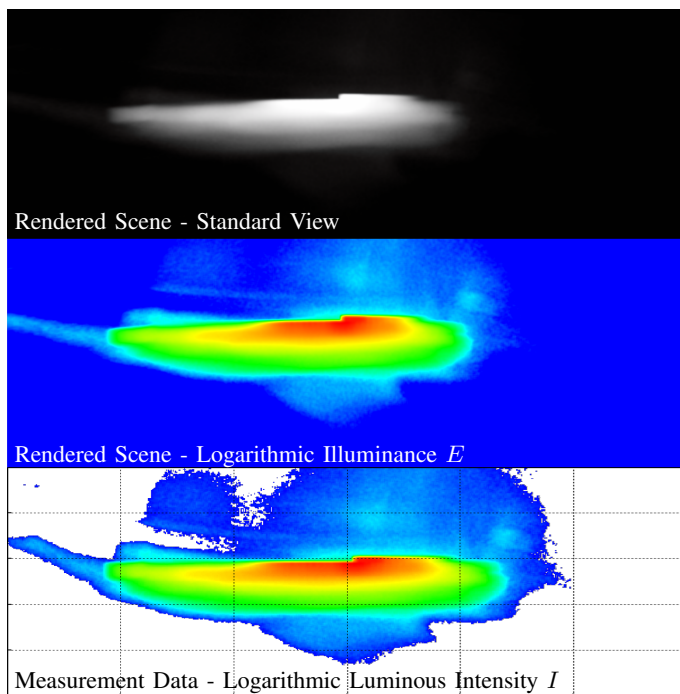 Rendered Scene - Standard View
Rendered Scene - Logarithmic Illuminance E
Measurement Data - Logarithmic Luminous Intensity I